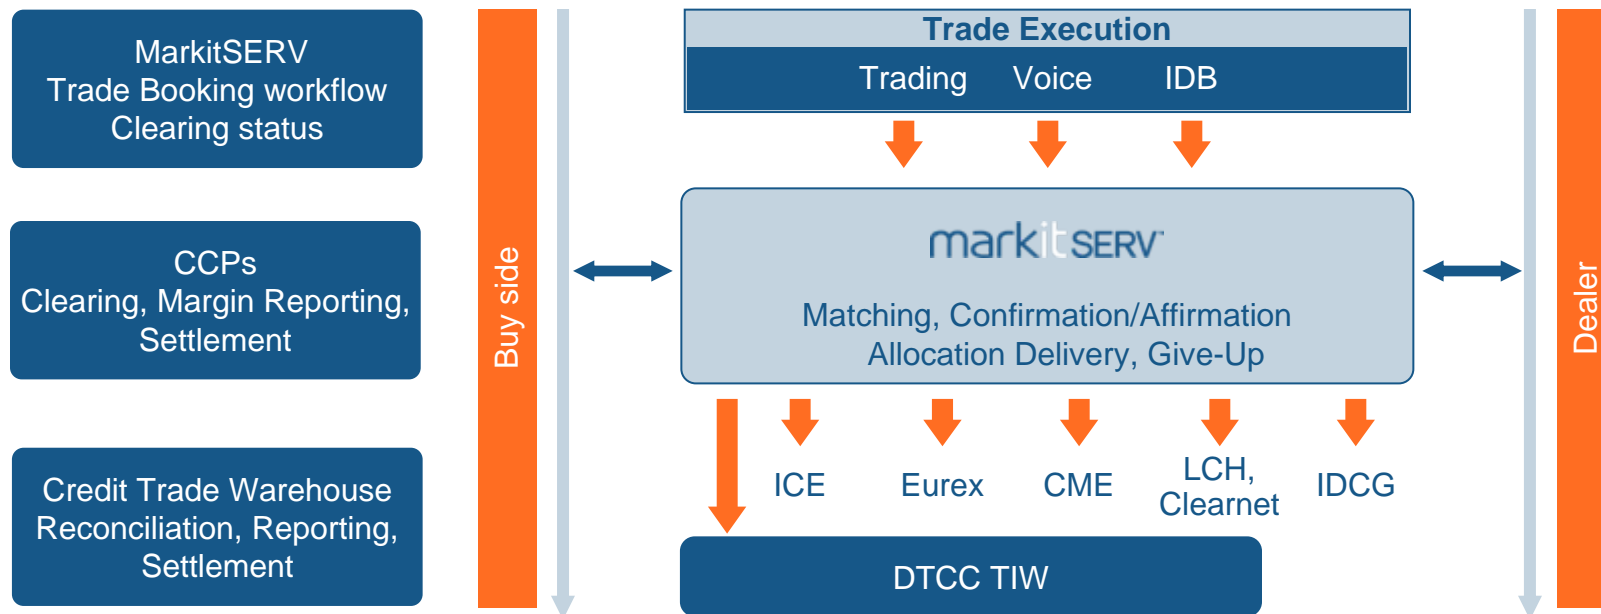 MarkitSERV
Trade Booking workflow
Clearing status
CCPs
Clearing, Margin Reporting,
Settlement
Credit Trade Warehouse
Reconciliation, Reporting,
Settlement
Buy side
Trade Execution
Trading Voice IDB
markit SERV™
Matching, Confirmation/Affirmation
Allocation Delivery, Give-Up
ICE Eurex CME LCH, Clearnet IDCG
DTCC TIW
Dealer